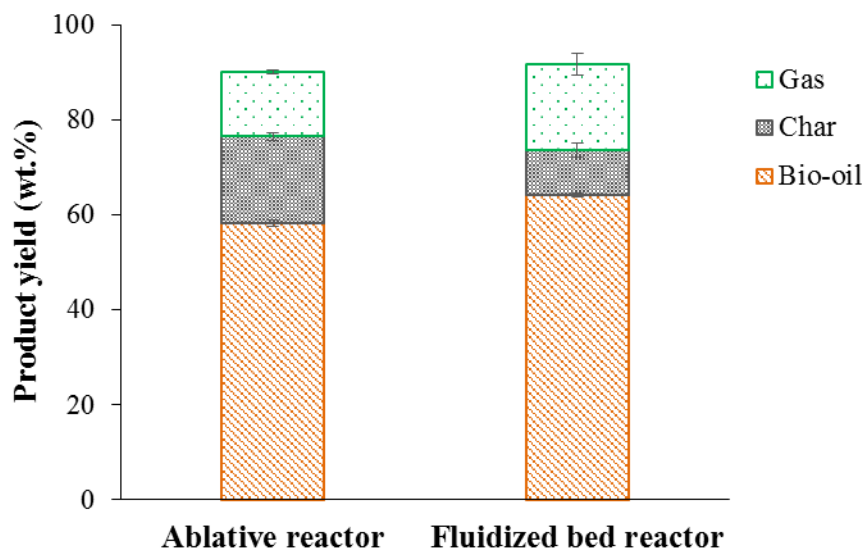 Product yield (wt.%)
100
80
60
40
20
0
Ablative reactor
Fluidized bed reactor
Gas
Char
Bio-oil